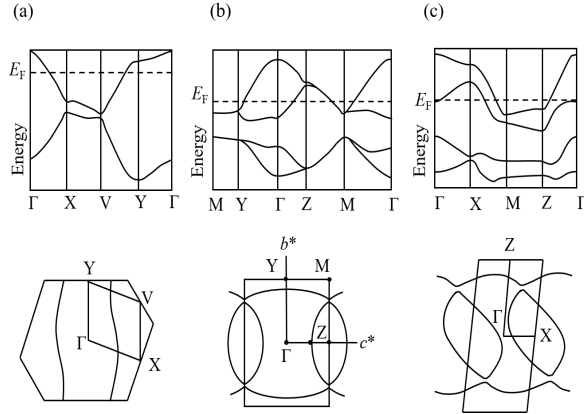 (a) (b) (c)
E_F E_F E_F
Energy Energy Energy
Γ X V Y Γ M Y Γ Z M Γ Γ X M Z Γ
b* Z
Y Y M
V Γ
Γ Γ Z c* X
X